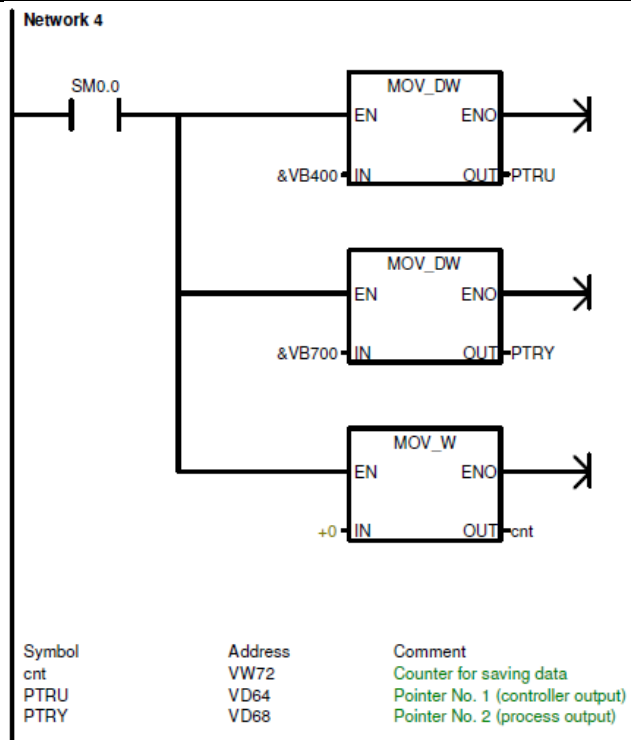 Network 4
SM0.0
MOV_DW
EN ENO
&VB400 IN OUT PTRU
MOV_DW
EN ENO
&VB700 IN OUT PTRY
MOV_W
EN ENO
+0 IN OUT cnt
Symbol Address Comment
cnt VW72 Counter for saving data
PTRU VD64 Pointer No. 1 (controller output)
PTRY VD68 Pointer No. 2 (process output)